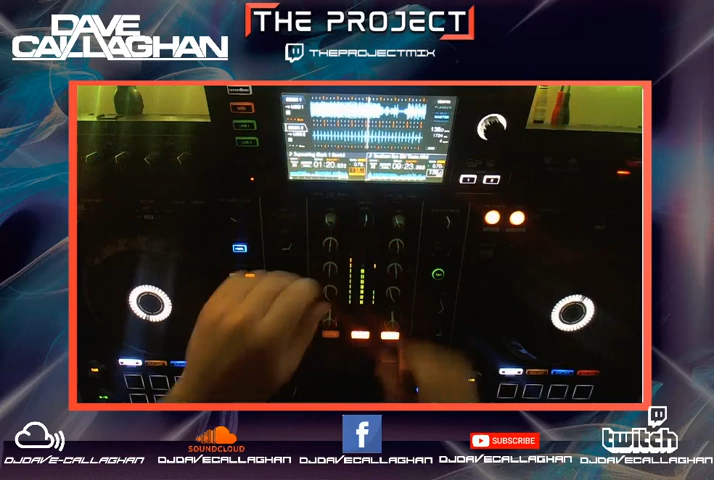 DAVE
CALLAGHAN
THE PROJECT
THEPROJECTMIX
SOUNDCLOUD
SUBSCRIBE
twitch
DJDAVE-CALLAGHAN
DJDAVECALLAGHAN
DJDAVECALLAGHAN
DJDAVECALLAGHAN
DJDAVECALLAGHAN